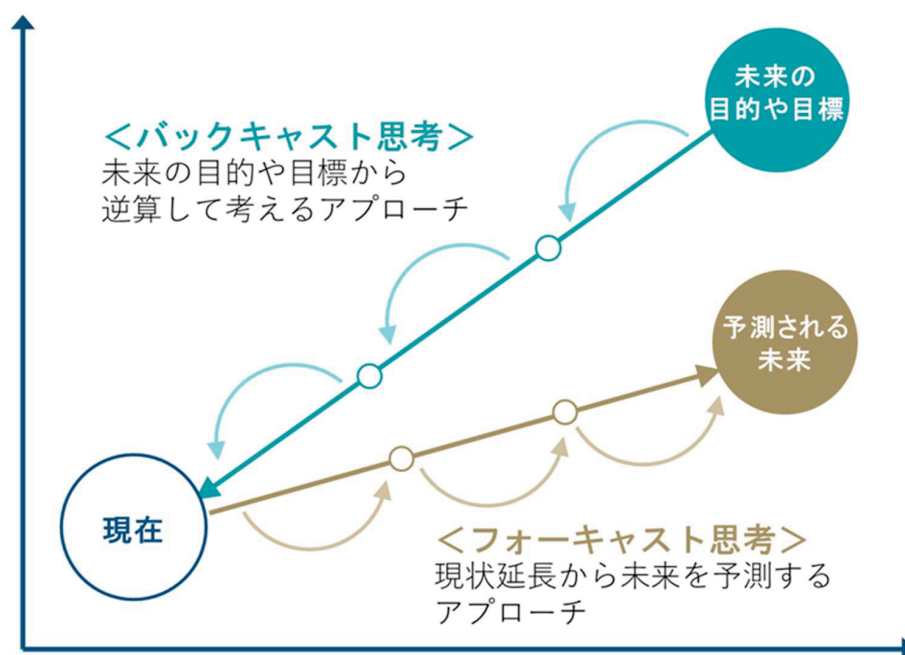 未来の
目的や目標
＜バックキャスト思考＞
未来の目的や目標から
逆算して考えるアプローチ
予測される
未来
現在
＜フォーキャスト思考＞
現状延長から未来を予測する
アプローチ